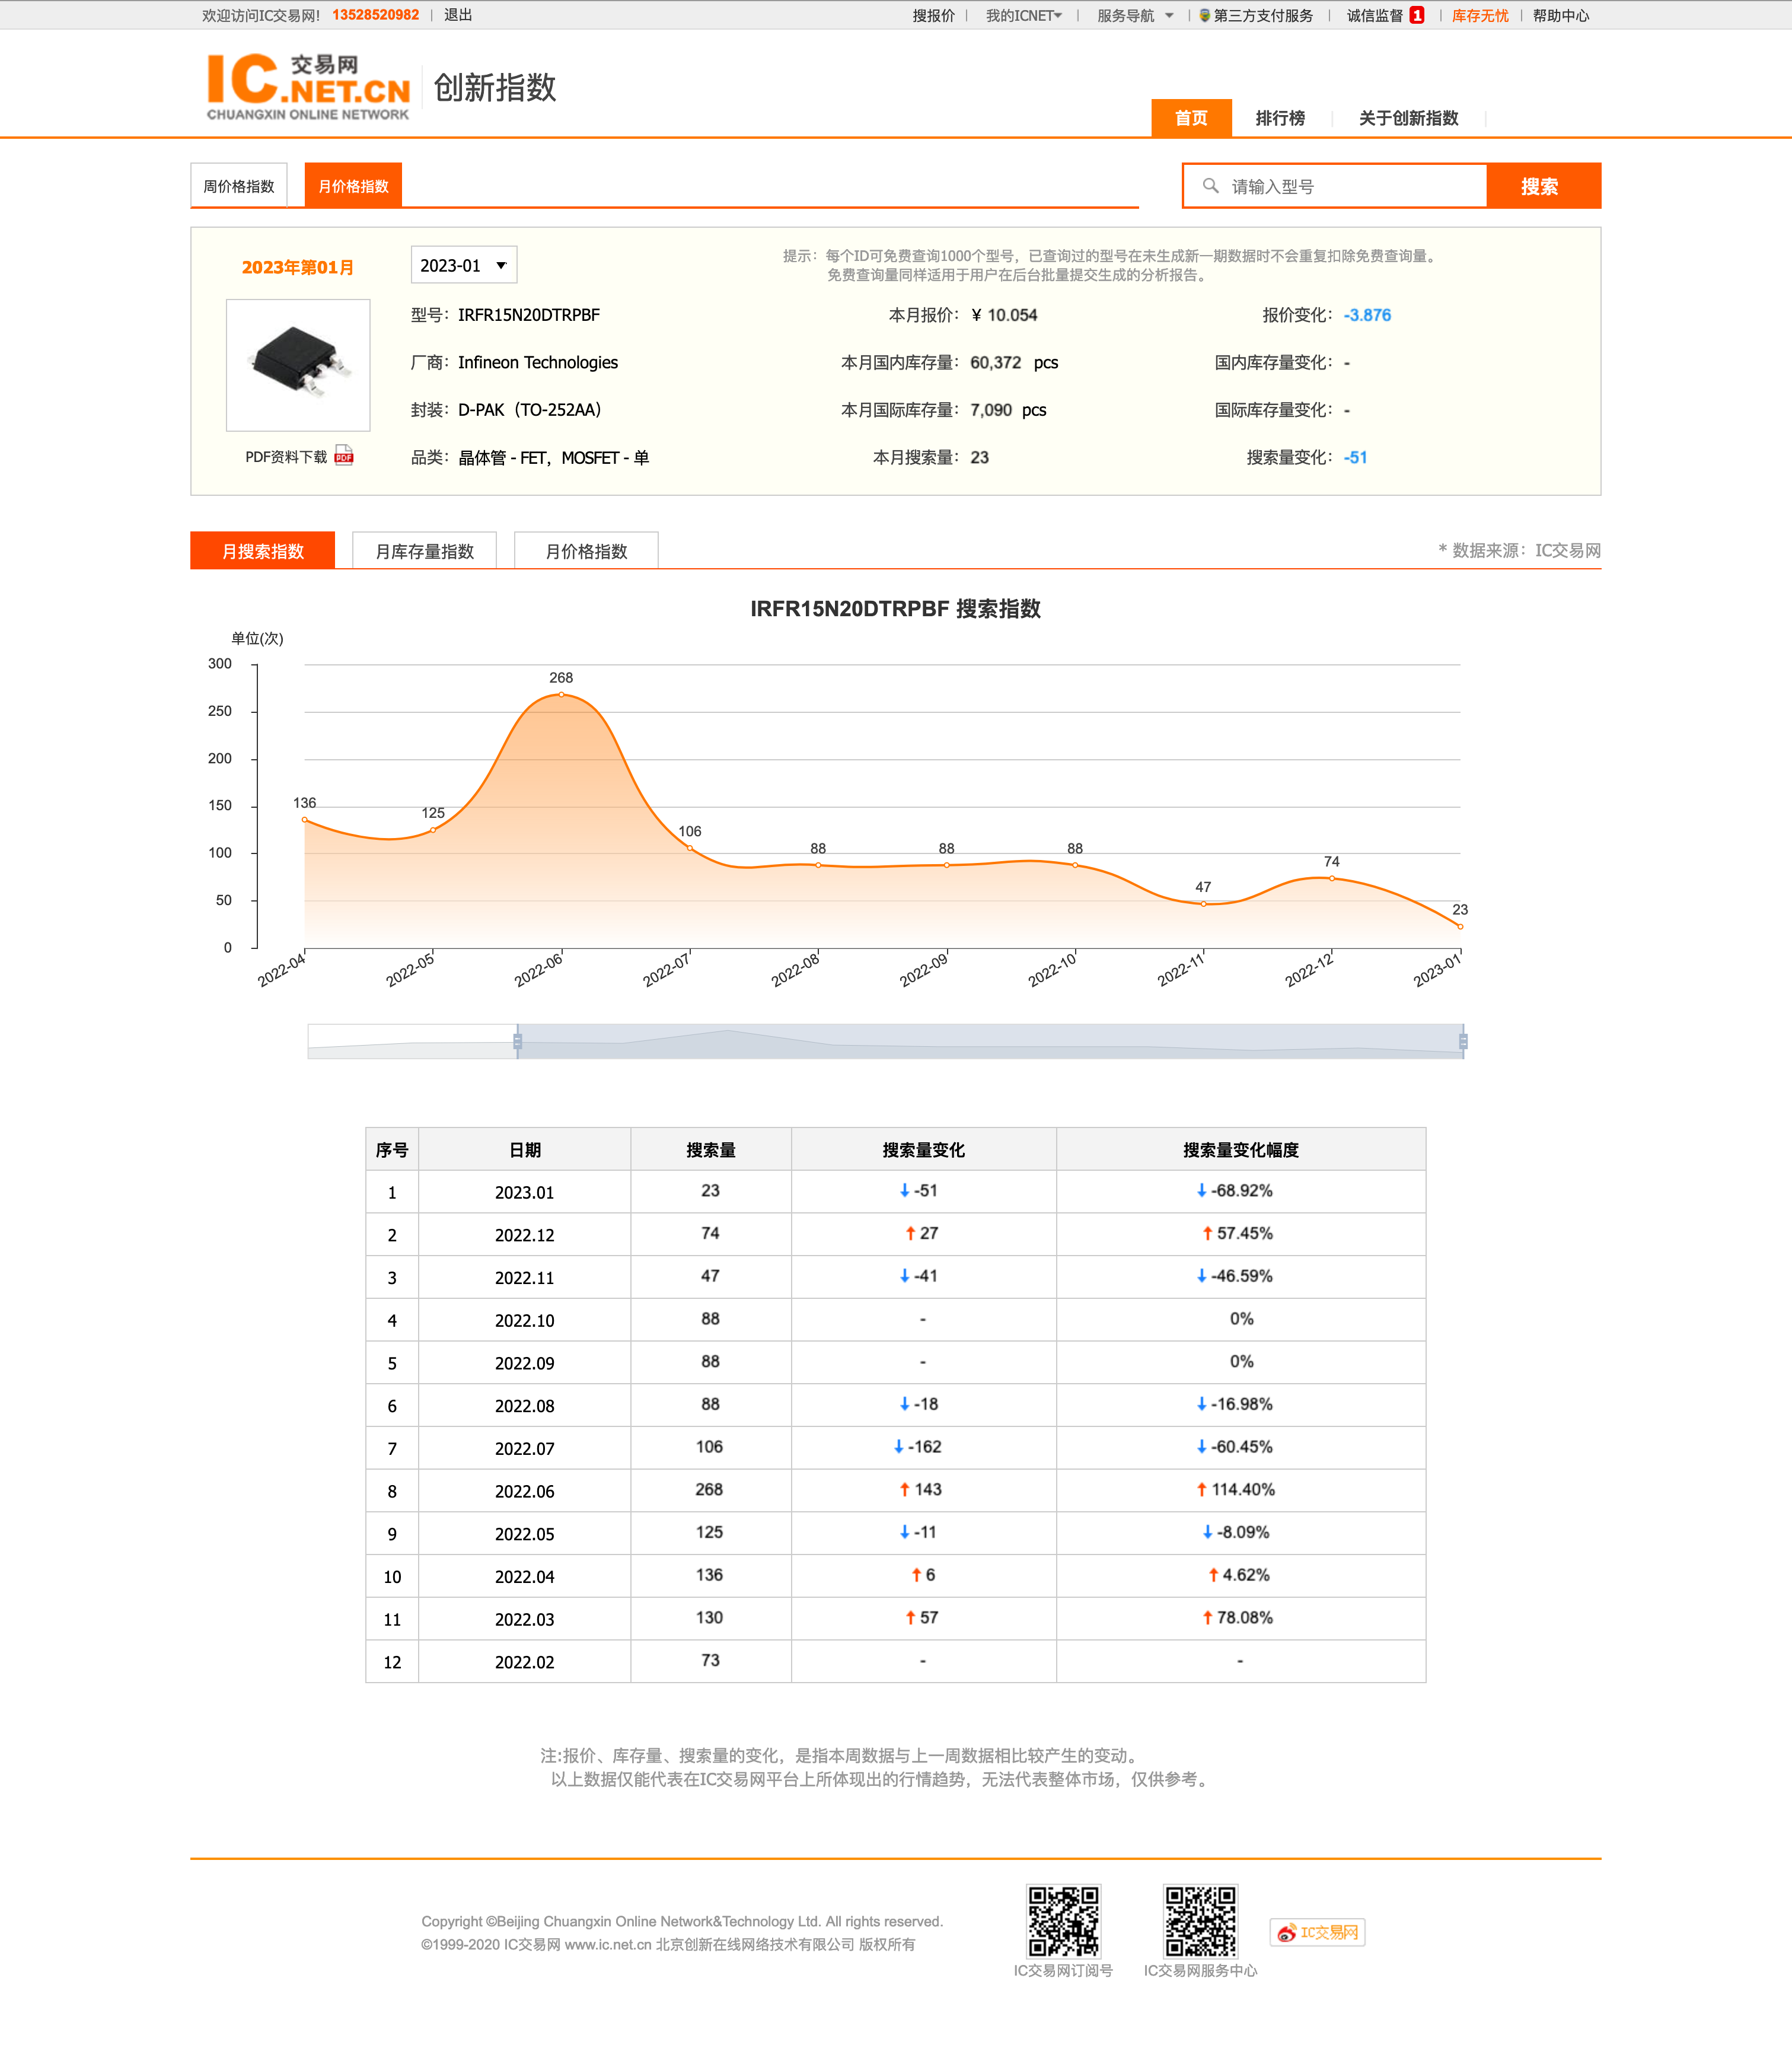 欢迎访问IC交易网! 13528520982 | 退出 搜报价 | 我的ICNET | 服务导航 | 第三方支付服务 | 诚信监督 1 | 库存无忧 | 帮助中心
IC交易网 .NET.CN
CHUANGXIN ONLINE NETWORK
创新指数
首页 排行榜 关于创新指数
周价格指数 月价格指数 请输入型号 搜索
2023年第01月 2023-01
提示：每个ID可免费查询1000个型号，已查询过的型号在未生成新一期数据时不会重复扣除免费查询量。
免费查询量同样适用于用户在后台批量提交生成的分析报告。
型号：IRFR15N20DTRPBF 本月报价：¥ 10.054 报价变化：-3.876
厂商：Infineon Technologies 本月国内库存量：60,372 pcs 国内库存量变化：-
封装：D-PAK（TO-252AA） 本月国际库存量：7,090 pcs 国际库存量变化：-
PDF资料下载 PDF 品类：晶体管 - FET，MOSFET - 单 本月搜索量：23 搜索量变化：-51
月搜索指数 月库存量指数 月价格指数 * 数据来源：IC交易网
IRFR15N20DTRPBF 搜索指数
单位(次)
300
250
200
150
100
50
0
136 125 268 106 88 88 88 47 74 23
2022-04 2022-05 2022-06 2022-07 2022-08 2022-09 2022-10 2022-11 2022-12 2023-01
序号 日期 搜索量 搜索量变化 搜索量变化幅度
1 2023.01 23 ↓ -51 ↓ -68.92%
2 2022.12 74 ↑ 27 ↑ 57.45%
3 2022.11 47 ↓ -41 ↓ -46.59%
4 2022.10 88 - 0%
5 2022.09 88 - 0%
6 2022.08 88 ↓ -18 ↓ -16.98%
7 2022.07 106 ↓ -162 ↓ -60.45%
8 2022.06 268 ↑ 143 ↑ 114.40%
9 2022.05 125 ↓ -11 ↓ -8.09%
10 2022.04 136 ↑ 6 ↑ 4.62%
11 2022.03 130 ↑ 57 ↑ 78.08%
12 2022.02 73 - -
注:报价、库存量、搜索量的变化，是指本周数据与上一周数据相比较产生的变动。
以上数据仅能代表在IC交易网平台上所体现出的行情趋势，无法代表整体市场，仅供参考。
Copyright ©Beijing Chuangxin Online Network&Technology Ltd. All rights reserved.
©1999-2020 IC交易网 www.ic.net.cn 北京创新在线网络技术有限公司 版权所有
IC交易网订阅号 IC交易网服务中心 IC交易网